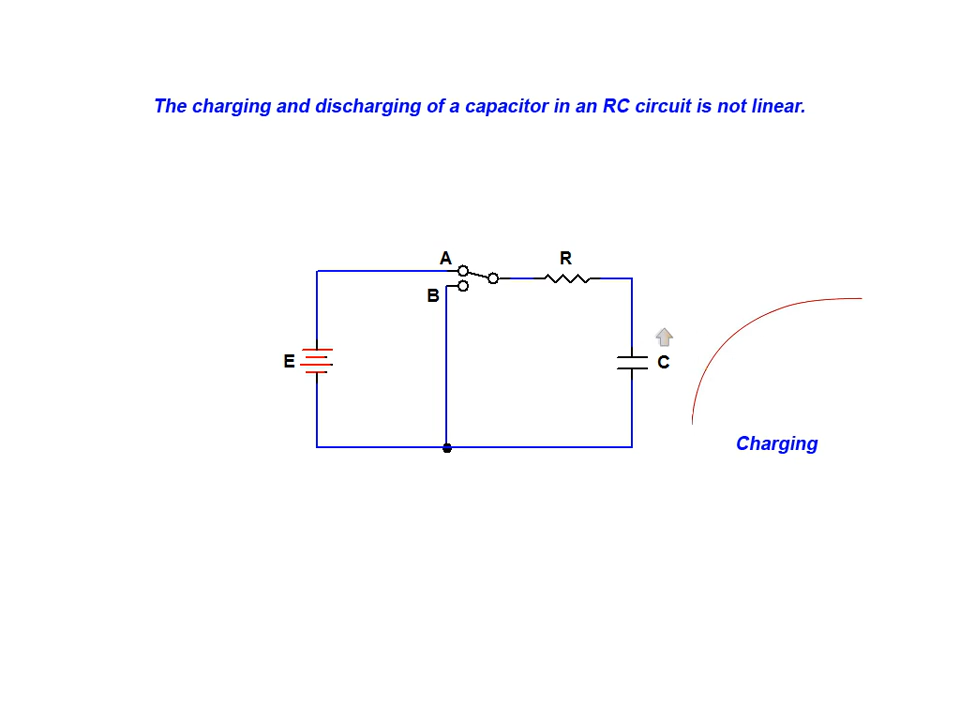 The charging and discharging of a capacitor in an RC circuit is not linear.
A
R
B
E
C
Charging